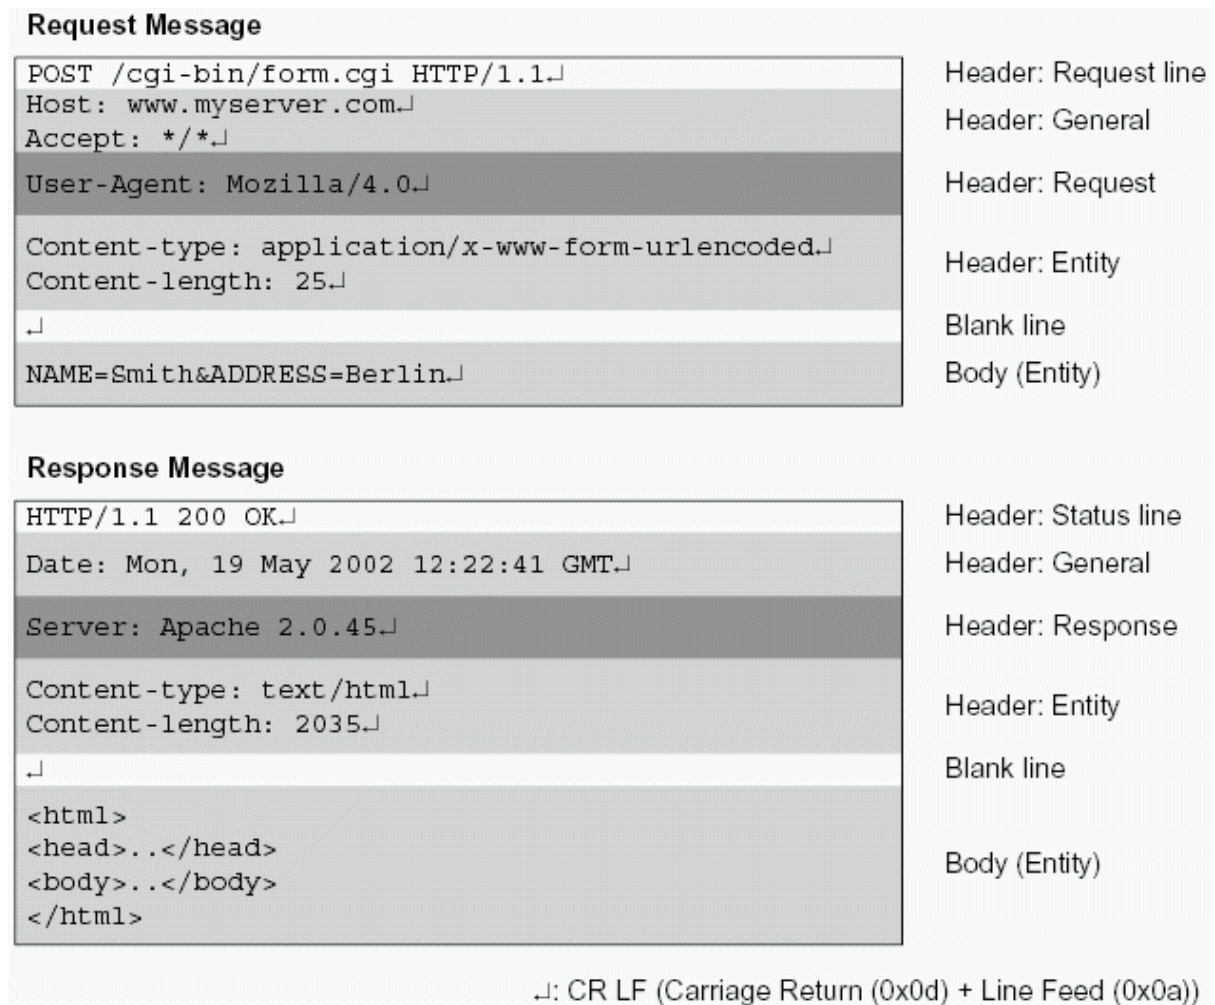 Request Message
POST /cgi-bin/form.cgi HTTP/1.1↵ Header: Request line
Host: www.myserver.com↵
Accept: */*↵
Header: General
User-Agent: Mozilla/4.0↵ Header: Request
Content-type: application/x-www-form-urlencoded↵
Content-length: 25↵
Header: Entity
↵ Blank line
NAME=Smith&ADDRESS=Berlin↵ Body (Entity)
Response Message
HTTP/1.1 200 OK↵ Header: Status line
Date: Mon, 19 May 2002 12:22:41 GMT↵ Header: General
Server: Apache 2.0.45↵ Header: Response
Content-type: text/html↵
Content-length: 2035↵
Header: Entity
↵ Blank line
<html>
<head>..</head>
<body>..</body>
</html>
Body (Entity)
↵: CR LF (Carriage Return (0x0d) + Line Feed (0x0a))